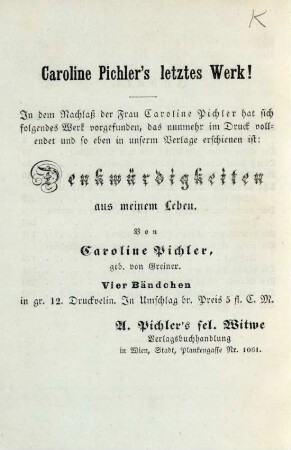 K
Caroline Pichler's letztes Werk!
In dem Nachlaß der Frau Caroline Pichler hat sich
folgendes Werk vorgefunden, das nunmehr im Druck voll-
endet und so eben in unserm Verlage erschienen ist:
Denkwürdigkeiten
aus meinem Leben.
Von
Caroline Pichler,
geb. von Greiner.
Vier Bändchen
in gr. 12. Druckvelin. In Umschlag br. Preis 5 fl. C. M.
A. Pichler's sel. Witwe
Verlagsbuchhandlung
in Wien, Stadt, Plankengasse Nr. 1061.